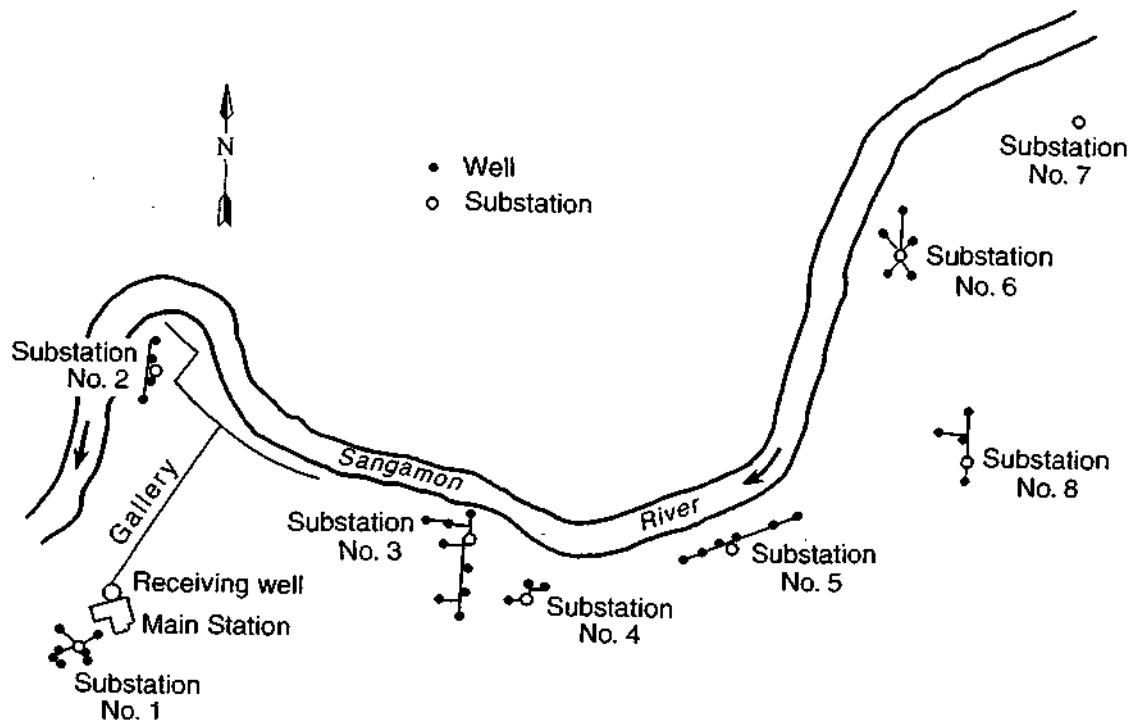 N
Well
Substation
Substation
No. 7
Substation
No. 6
Substation
No. 2
Sangamon
River
Gallery
Substation
No. 8
Substation
No. 3
Substation
No. 5
Receiving well
Main Station
Substation
No. 4
Substation
No. 1